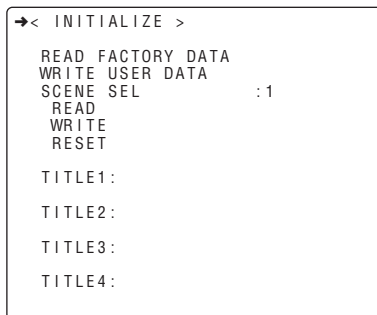 ➔< INITIALIZE >
READ FACTORY DATA
WRITE USER DATA
SCENE SEL :1
READ
WRITE
RESET
TITLE1:
TITLE2:
TITLE3:
TITLE4: